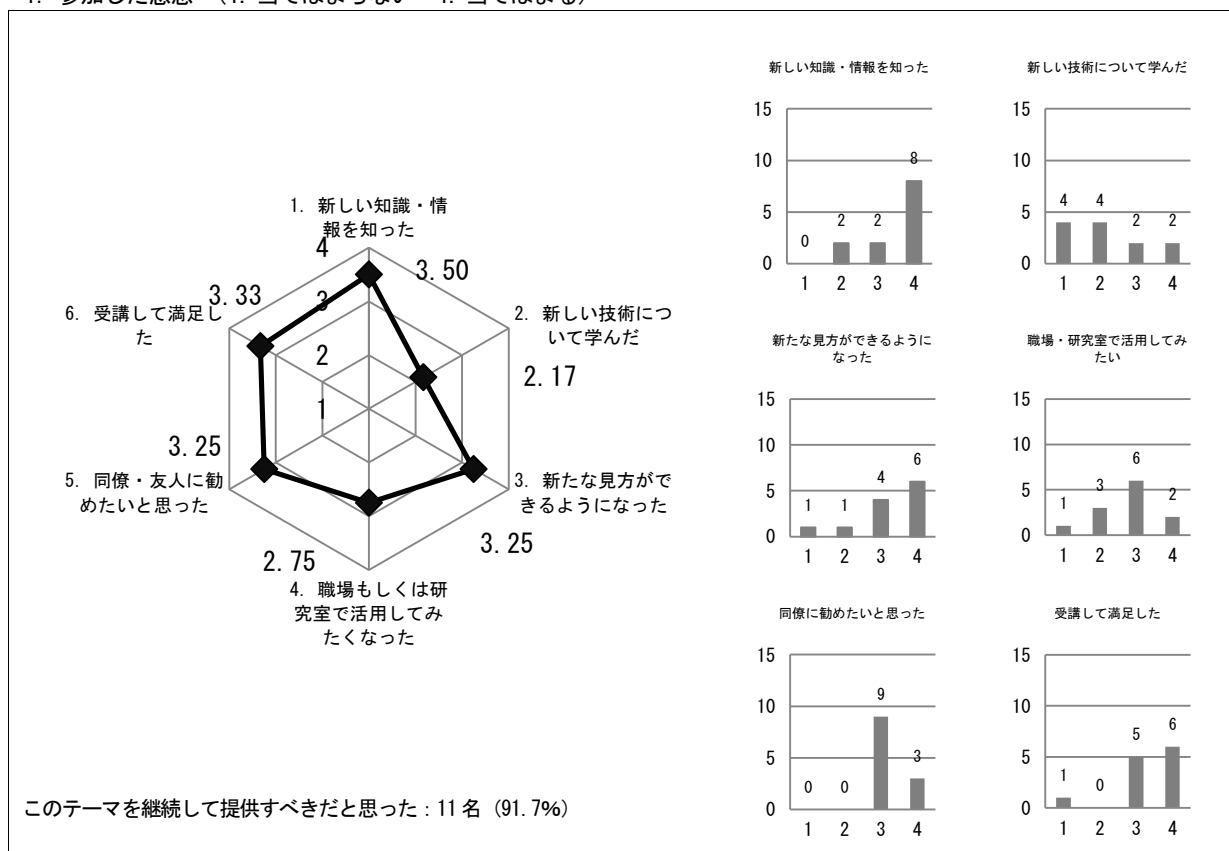 1. 新しい知識・情
報を知った
4
3.50
3.33
3
6. 受講して満足し
た
2. 新しい技術につ
いて学んだ
2
2.17
1
3.25
5. 同僚・友人に勧
めたいと思った
3. 新たな見方がで
きるようになった
3.25
2.75
4. 職場もしくは研
究室で活用してみ
たくなった
このテーマを継続して提供すべきだと思った：11 名（91.7%）
新しい知識・情報を知った
15
10
5
0
0
2
2
8
1 2 3 4
新しい技術について学んだ
15
10
5
0
4
4
2
2
1 2 3 4
新たな見方ができるように
なった
15
10
5
0
1
1
4
6
1 2 3 4
職場・研究室で活用してみ
たい
15
10
5
0
1
3
6
2
1 2 3 4
同僚に勧めたいと思った
15
10
5
0
0
0
9
3
1 2 3 4
受講して満足した
15
10
5
0
1
0
5
6
1 2 3 4